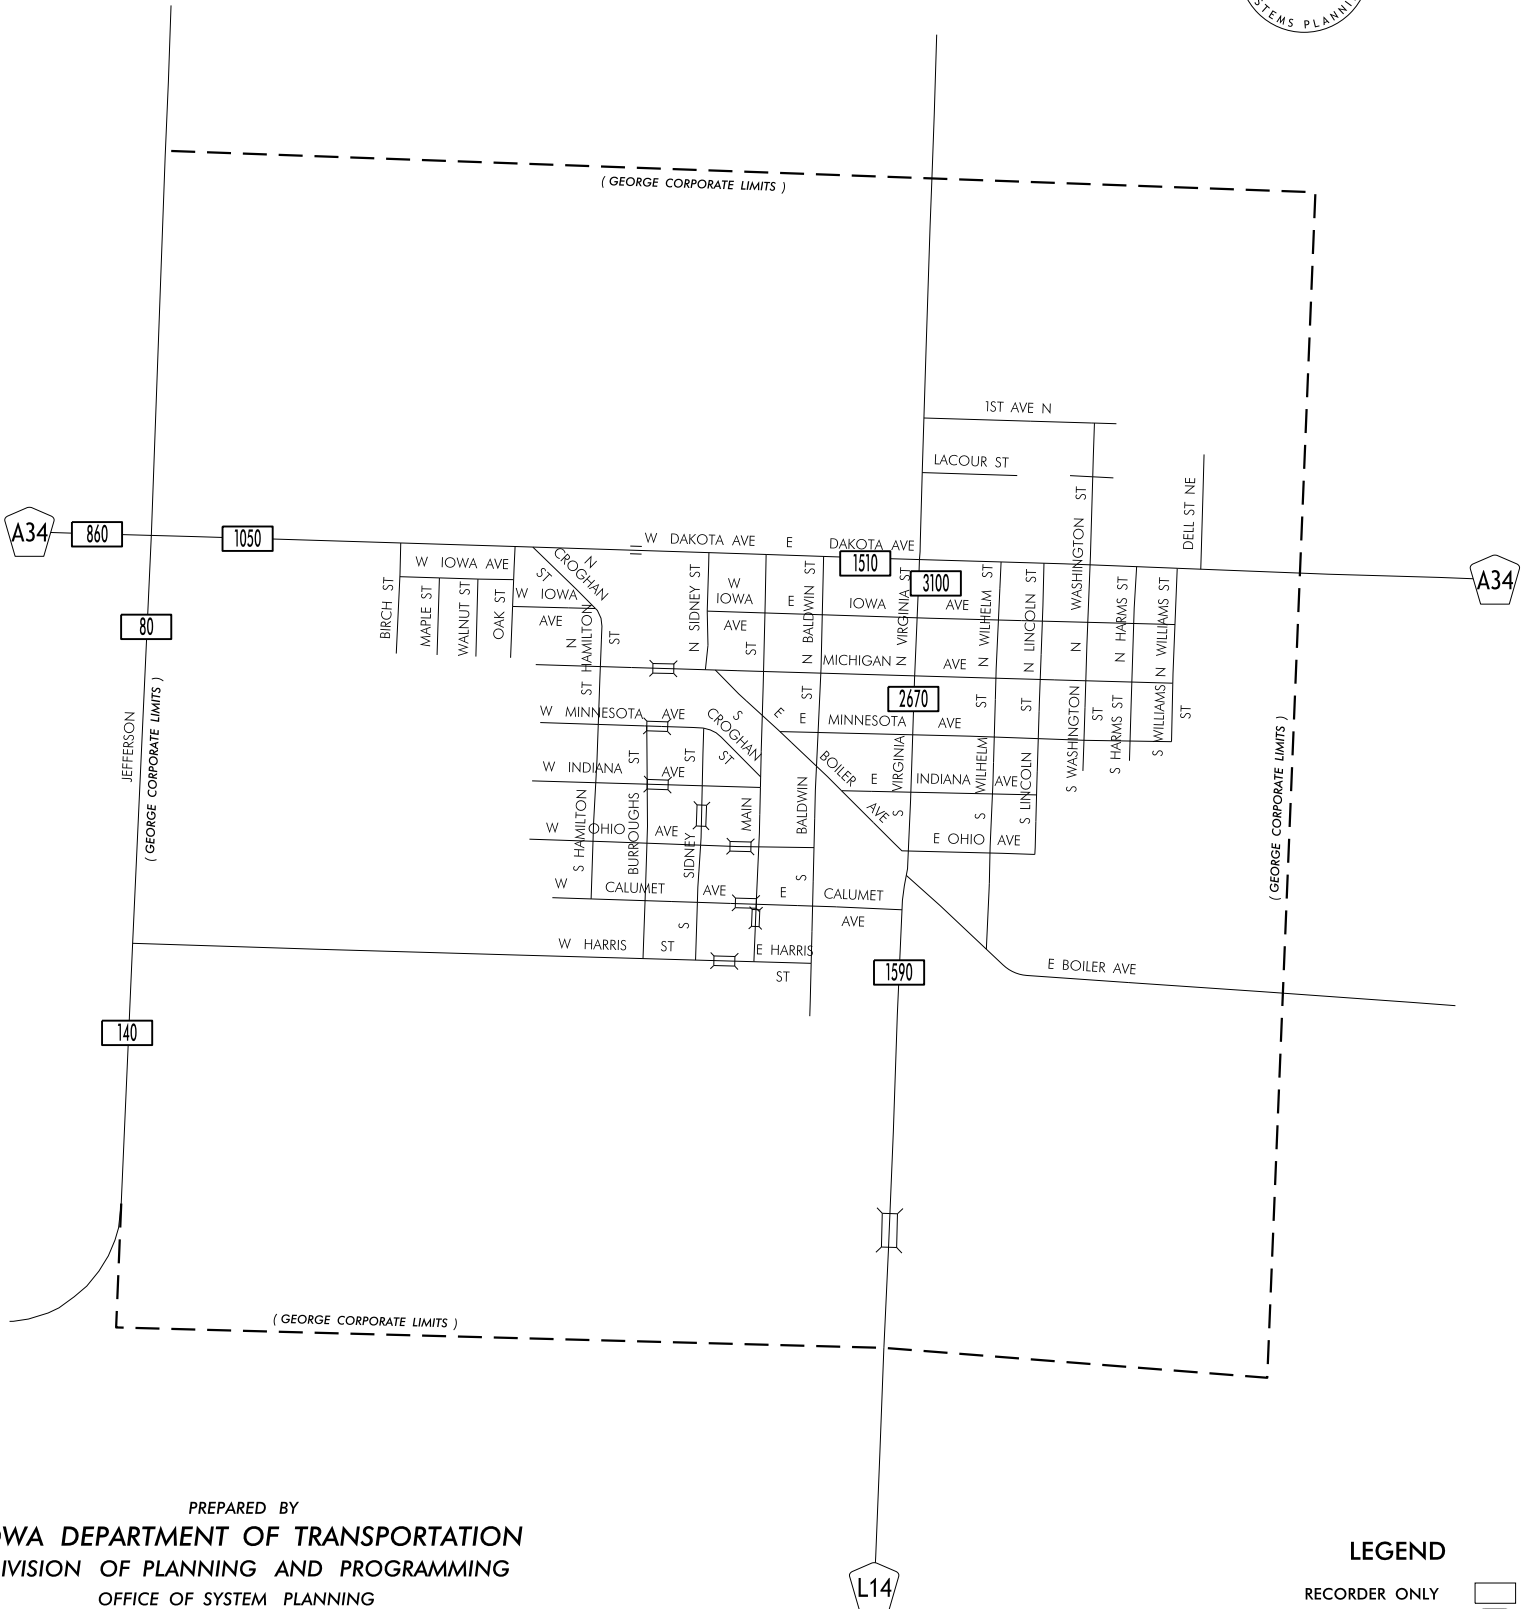 STEMS PLANNI
( GEORGE CORPORATE LIMITS )
1ST AVE N
LACOUR ST
DELL ST NE
A34
860
1050
W DAKOTA AVE E DAKOTA AVE
1510
3100
A34
W IOWA AVE
N CROGHAN ST
W IOWA AVE
W IOWA AVE
E IOWA AVE
BIRCH ST
MAPLE ST
WALNUT ST
OAK ST
N HAMILTON ST
N SIDNEY ST
N BALDWIN ST
N VIRGINIA ST
N WILHELM ST
N LINCOLN ST
N WASHINGTON ST
N HARMS ST
N WILLIAMS ST
80
MICHIGAN AVE
2670
JEFFERSON
( GEORGE CORPORATE LIMITS )
W MINNESOTA AVE
E MINNESOTA AVE
S CROGHAN ST
E BOILER AVE
W INDIANA AVE
E INDIANA AVE
W OHIO AVE
E OHIO AVE
S HAMILTON ST
BURROUGHS ST
S SIDNEY ST
MAIN ST
S BALDWIN ST
S VIRGINIA
S WILHELM ST
S LINCOLN ST
S WASHINGTON ST
S HARMS ST
S WILLIAMS ST
( GEORGE CORPORATE LIMITS )
W CALUMET AVE
E CALUMET AVE
W HARRIS ST
E HARRIS ST
1590
E BOILER AVE
140
( GEORGE CORPORATE LIMITS )
PREPARED BY
OWA DEPARTMENT OF TRANSPORTATION
IVISION OF PLANNING AND PROGRAMMING
OFFICE OF SYSTEM PLANNING
L14
LEGEND
RECORDER ONLY